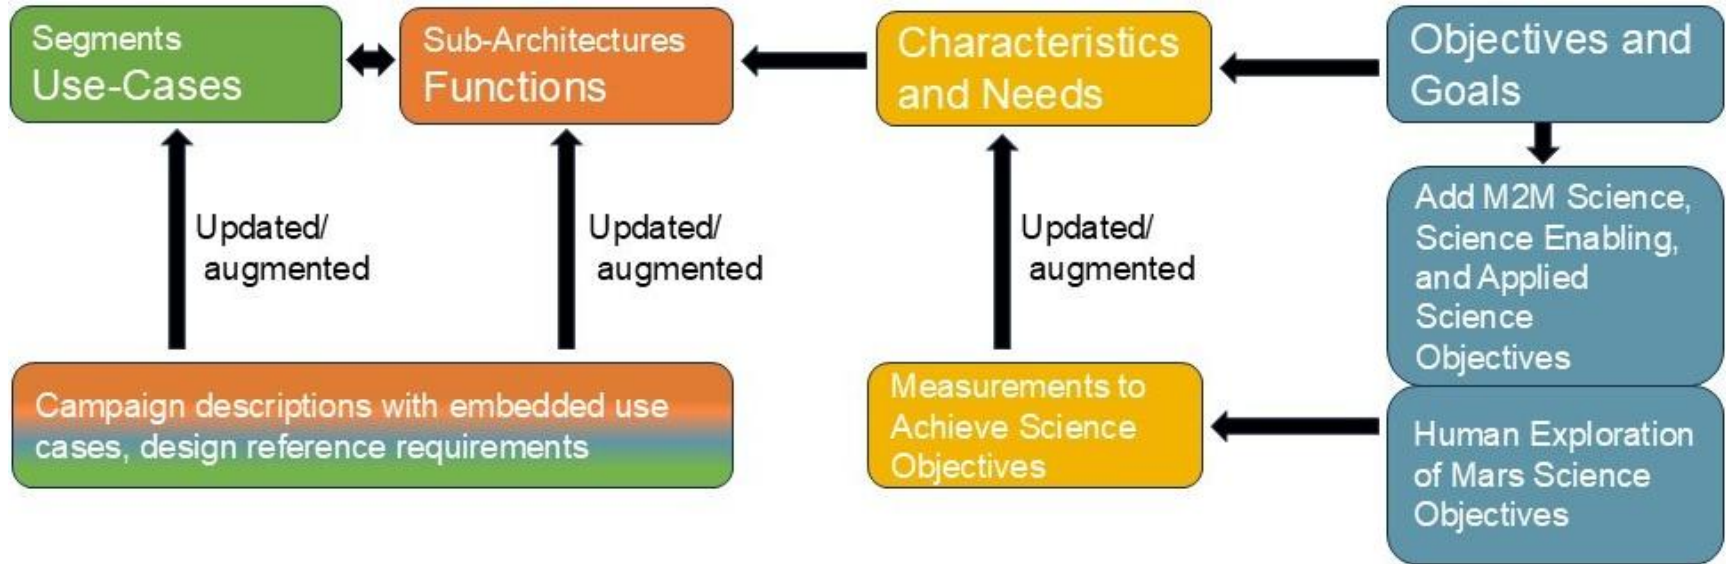 Segments
Use-Cases
Sub-Architectures
Functions
Characteristics
and Needs
Objectives and
Goals
Updated/
augmented
Updated/
augmented
Updated/
augmented
Add M2M Science,
Science Enabling,
and Applied
Science
Objectives
Campaign descriptions with embedded use
cases, design reference requirements
Measurements to
Achieve Science
Objectives
Human Exploration
of Mars Science
Objectives